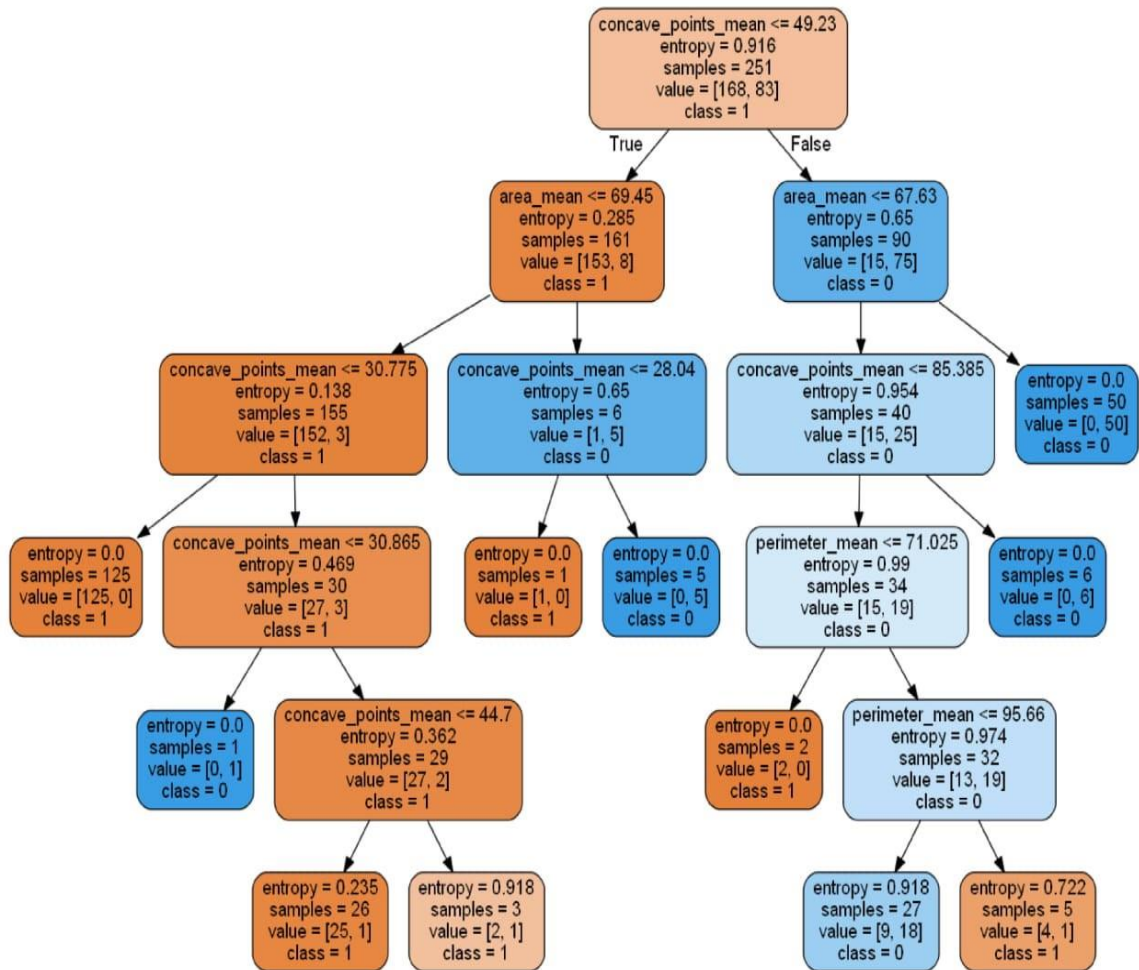 concave_points_mean <= 49.23
entropy = 0.916
samples = 251
value = [168, 83]
class = 1
True
False
area_mean <= 69.45
entropy = 0.285
samples = 161
value = [153, 8]
class = 1
area_mean <= 67.63
entropy = 0.65
samples = 90
value = [15, 75]
class = 0
concave_points_mean <= 30.775
entropy = 0.138
samples = 155
value = [152, 3]
class = 1
concave_points_mean <= 28.04
entropy = 0.65
samples = 6
value = [1, 5]
class = 0
concave_points_mean <= 85.385
entropy = 0.954
samples = 40
value = [15, 25]
class = 0
entropy = 0.0
samples = 50
value = [0, 50]
class = 0
entropy = 0.0
samples = 125
value = [125, 0]
class = 1
concave_points_mean <= 30.865
entropy = 0.469
samples = 30
value = [27, 3]
class = 1
entropy = 0.0
samples = 1
value = [1, 0]
class = 1
entropy = 0.0
samples = 5
value = [0, 5]
class = 0
perimeter_mean <= 71.025
entropy = 0.99
samples = 34
value = [15, 19]
class = 0
entropy = 0.0
samples = 6
value = [0, 6]
class = 0
entropy = 0.0
samples = 1
value = [0, 1]
class = 0
concave_points_mean <= 44.7
entropy = 0.362
samples = 29
value = [27, 2]
class = 1
entropy = 0.0
samples = 2
value = [2, 0]
class = 1
perimeter_mean <= 95.66
entropy = 0.974
samples = 32
value = [13, 19]
class = 0
entropy = 0.235
samples = 26
value = [25, 1]
class = 1
entropy = 0.918
samples = 3
value = [2, 1]
class = 1
entropy = 0.918
samples = 27
value = [9, 18]
class = 0
entropy = 0.722
samples = 5
value = [4, 1]
class = 1